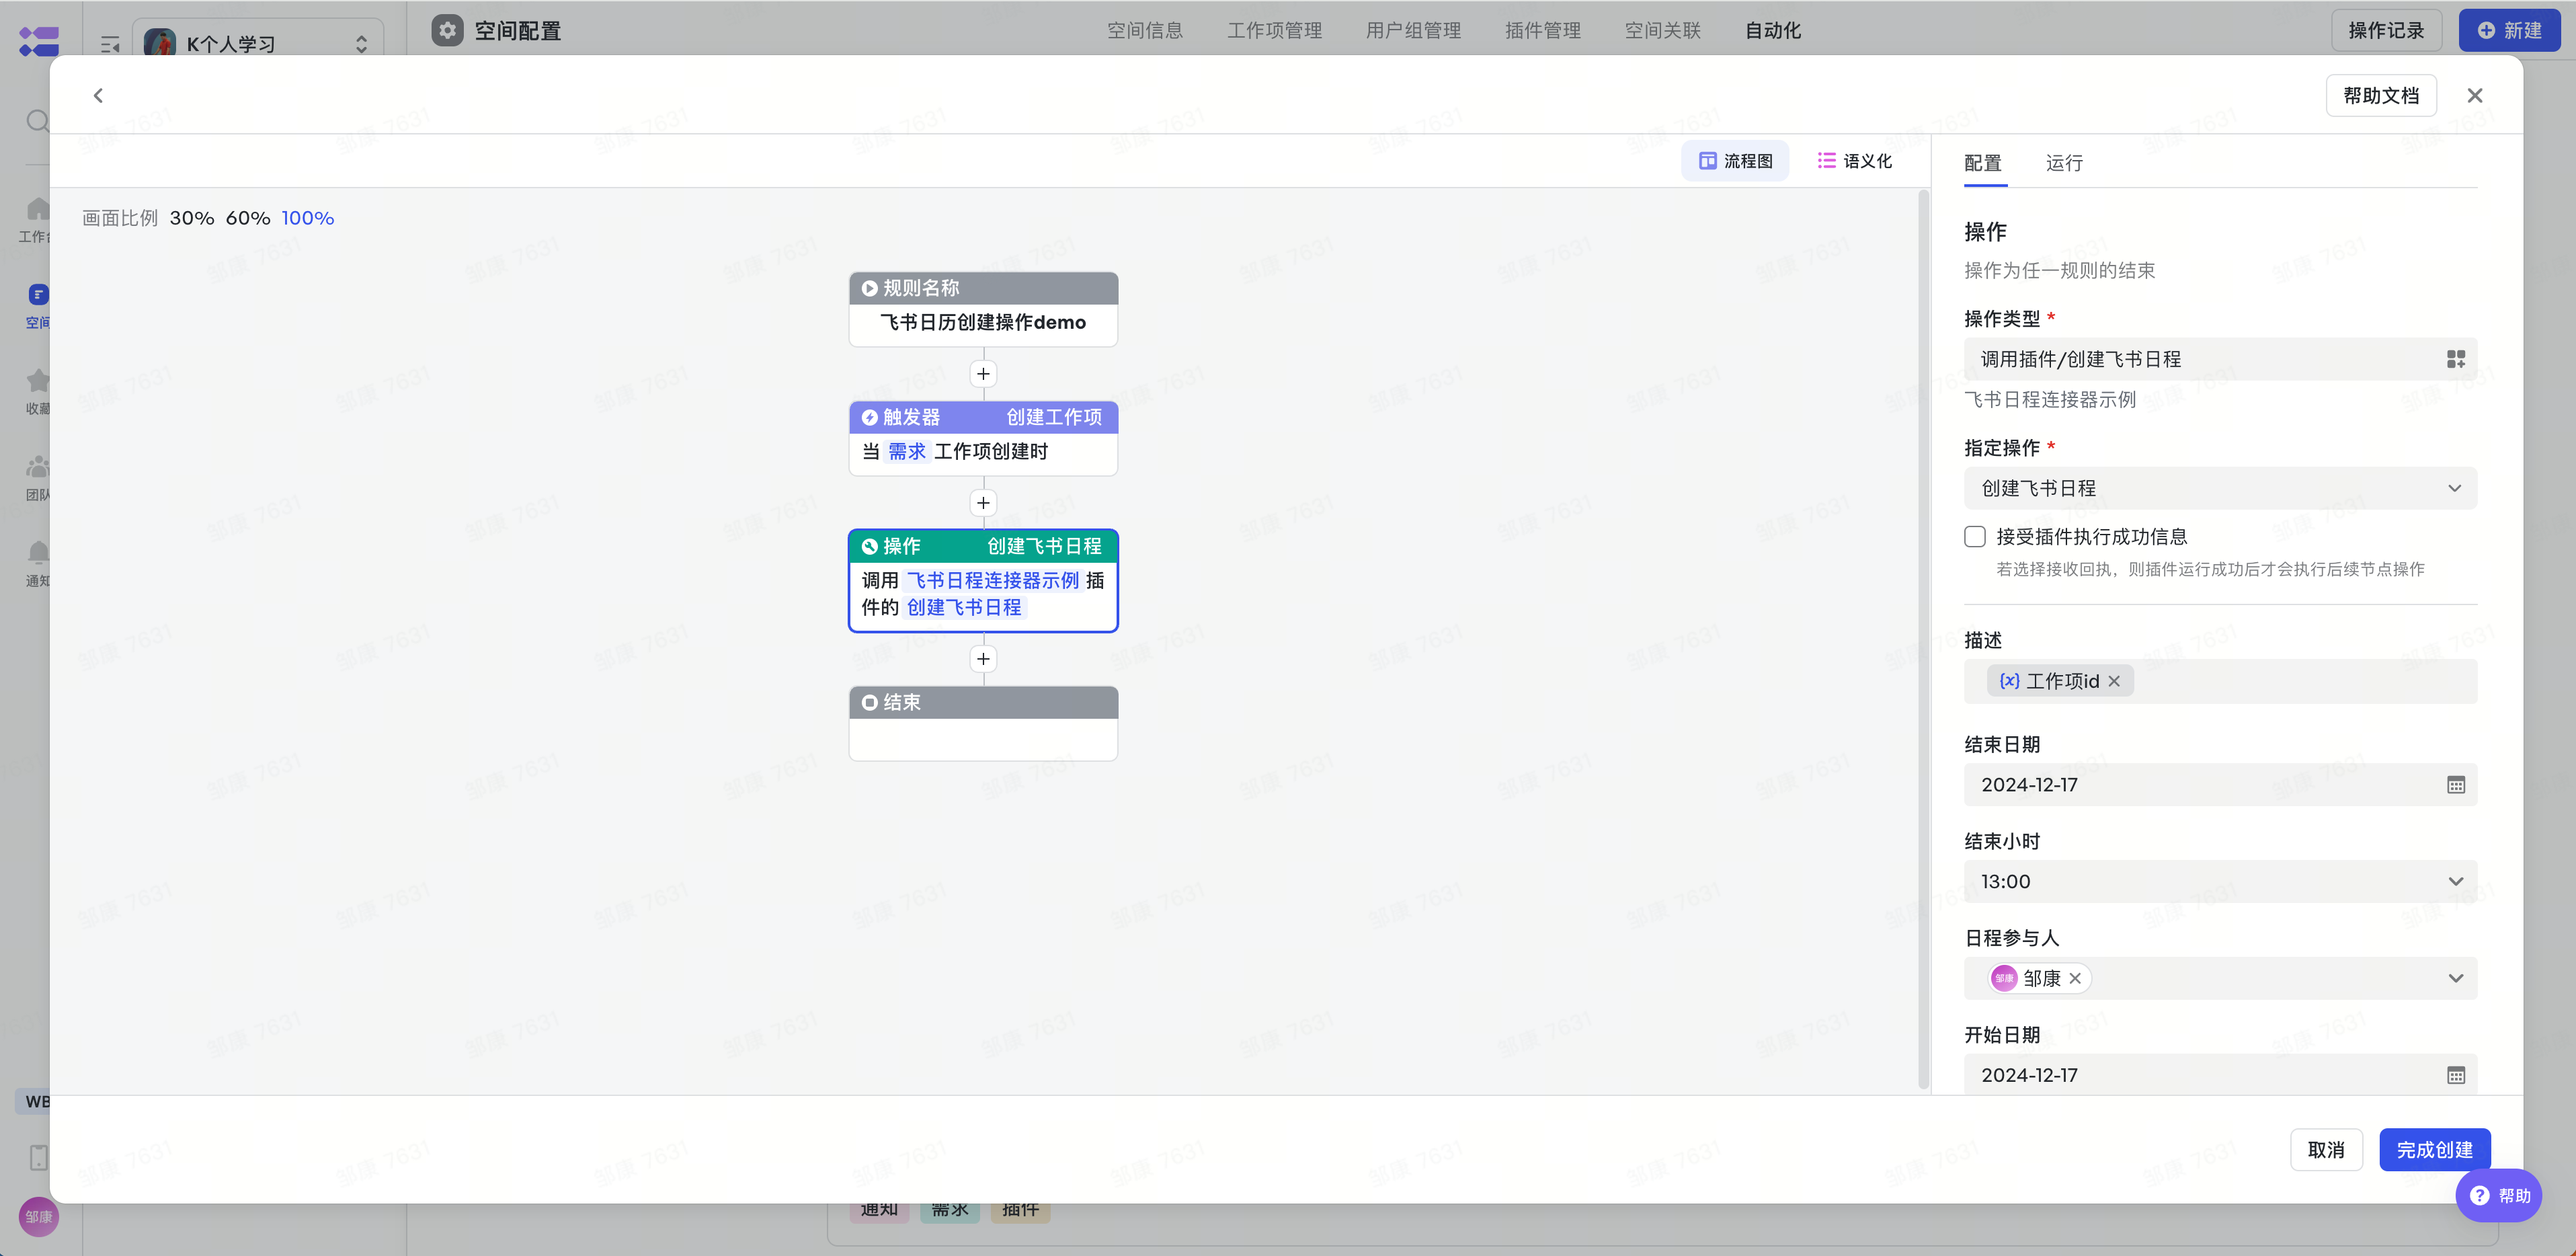 K个人学习
空间配置
空间信息
工作项管理
用户组管理
插件管理
空间关联
自动化
操作记录
新建
帮助文档
流程图
语义化
配置
运行
画面比例 30% 60% 100%
工作台
空间
收藏
团队
通知
WB
邹康
规则名称
飞书日历创建操作demo
触发器 创建工作项
当 需求 工作项创建时
操作 创建飞书日程
调用 飞书日程连接器示例 插
件的 创建飞书日程
结束
操作
操作为任一规则的结束
操作类型 *
调用插件/创建飞书日程
飞书日程连接器示例
指定操作 *
创建飞书日程
接受插件执行成功信息
若选择接收回执，则插件运行成功后才会执行后续节点操作
描述
{x} 工作项id
结束日期
2024-12-17
结束小时
13:00
日程参与人
邹康 邹康
开始日期
2024-12-17
取消
完成创建
帮助
通知 需求 插件
邹康 7631